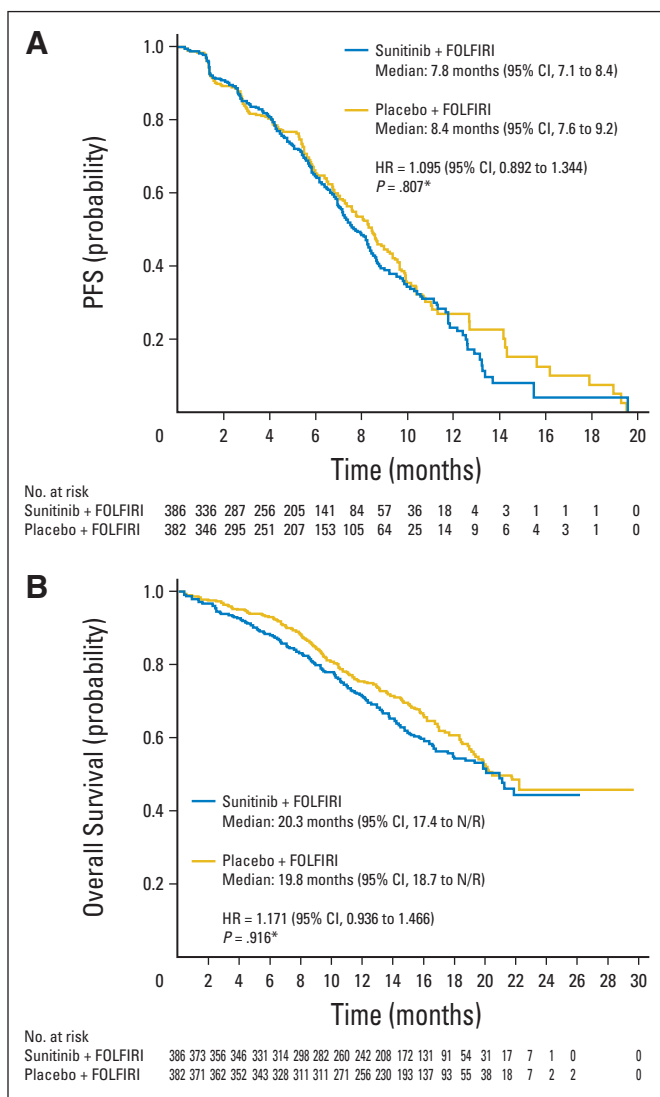 A
1.0
0.8
0.6
0.4
0.2
PFS (probability)
Sunitinib + FOLFIRI
Median: 7.8 months (95% CI, 7.1 to 8.4)
Placebo + FOLFIRI
Median: 8.4 months (95% CI, 7.6 to 9.2)
HR = 1.095 (95% CI, 0.892 to 1.344)
P = .807*
0 2 4 6 8 10 12 14 16 18 20
Time (months)
No. at risk
Sunitinib + FOLFIRI 386 336 287 256 205 141 84 57 36 18 4 3 1 1 1 0
Placebo + FOLFIRI 382 346 295 251 207 153 105 64 25 14 9 6 4 3 1 0
B
1.0
0.8
0.6
0.4
0.2
Overall Survival (probability)
Sunitinib + FOLFIRI
Median: 20.3 months (95% CI, 17.4 to N/R)
Placebo + FOLFIRI
Median: 19.8 months (95% CI, 18.7 to N/R)
HR = 1.171 (95% CI, 0.936 to 1.466)
P = .916*
0 2 4 6 8 10 12 14 16 18 20 22 24 26 28 30
Time (months)
No. at risk
Sunitinib + FOLFIRI 386 373 356 346 331 314 298 282 260 242 208 172 131 91 54 31 17 7 1 0 0
Placebo + FOLFIRI 382 371 362 352 343 328 311 311 271 256 230 193 137 93 55 38 18 7 2 2 0